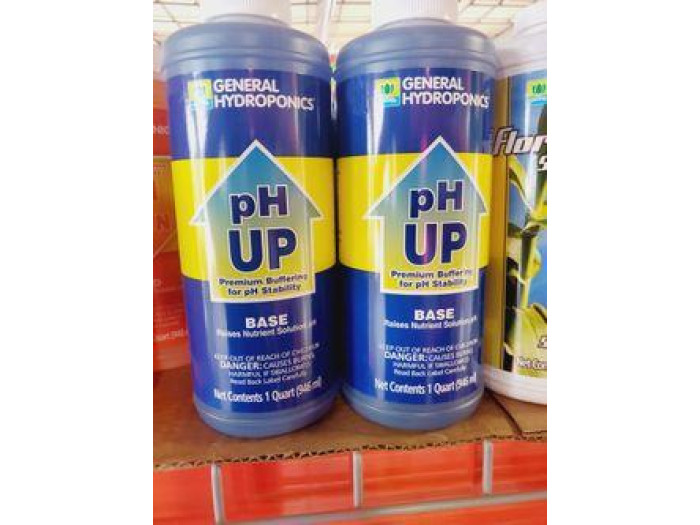 GENERAL
HYDROPONICS
pH
UP
Premium Buffering
for pH Stability
BASE
Raises Nutrient Solution pH
KEEP OUT OF REACH OF CHILDREN
DANGER: CAUSES BURNS
HARMFUL IF SWALLOWED
Read Back Label Carefully
Net Contents 1 Quart (946 ml)
GENERAL
HYDROPONICS
pH
UP
Premium Buffering
for pH Stability
BASE
Raises Nutrient Solution pH
KEEP OUT OF REACH OF CHILDREN
DANGER: CAUSES BURNS
HARMFUL IF SWALLOWED
Read Back Label Carefully
Net Contents 1 Quart (946 ml)
Flor
Net Con